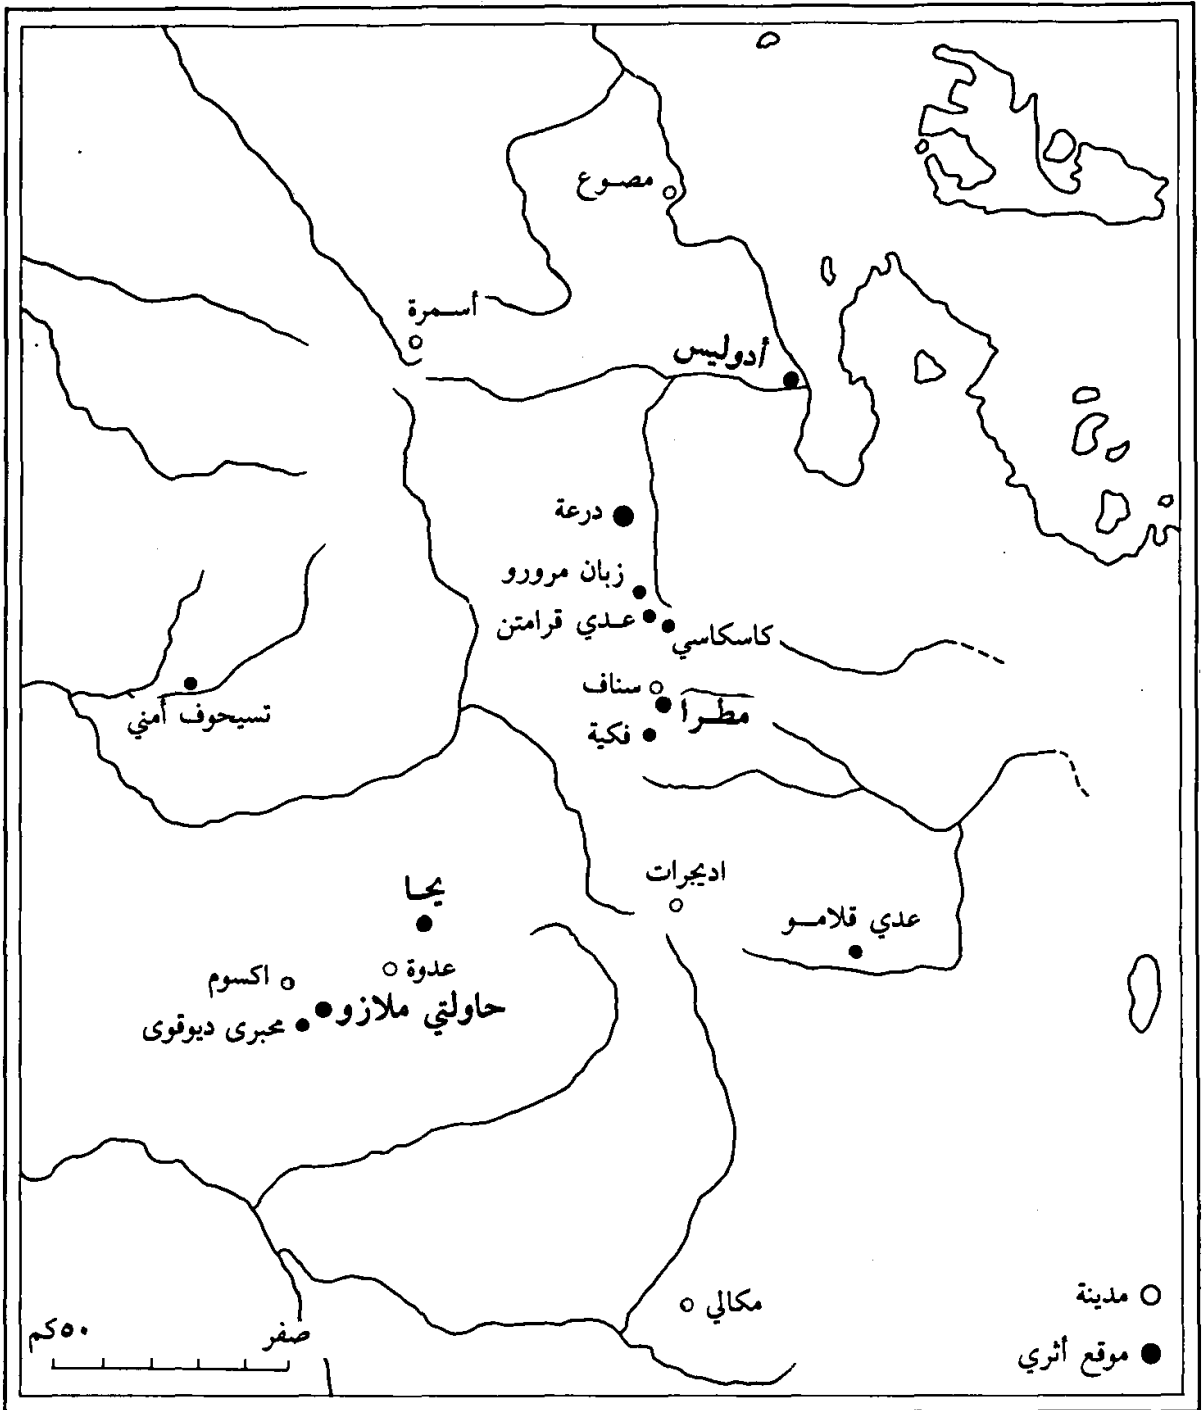 مصوع
أسمرة
أدوليس
درعة
زبان مرورو
عدي قرامتن
كاسكاسي
سناف
مطرا
تسيحوف أمني
فكية
اديجرات
يحا
عدي قلامو
عدوة
اكسوم
حاولتي ملازو
محبرى ديوقوى
مدينة
مكالي
٥٠كم
صفر
موقع أثري